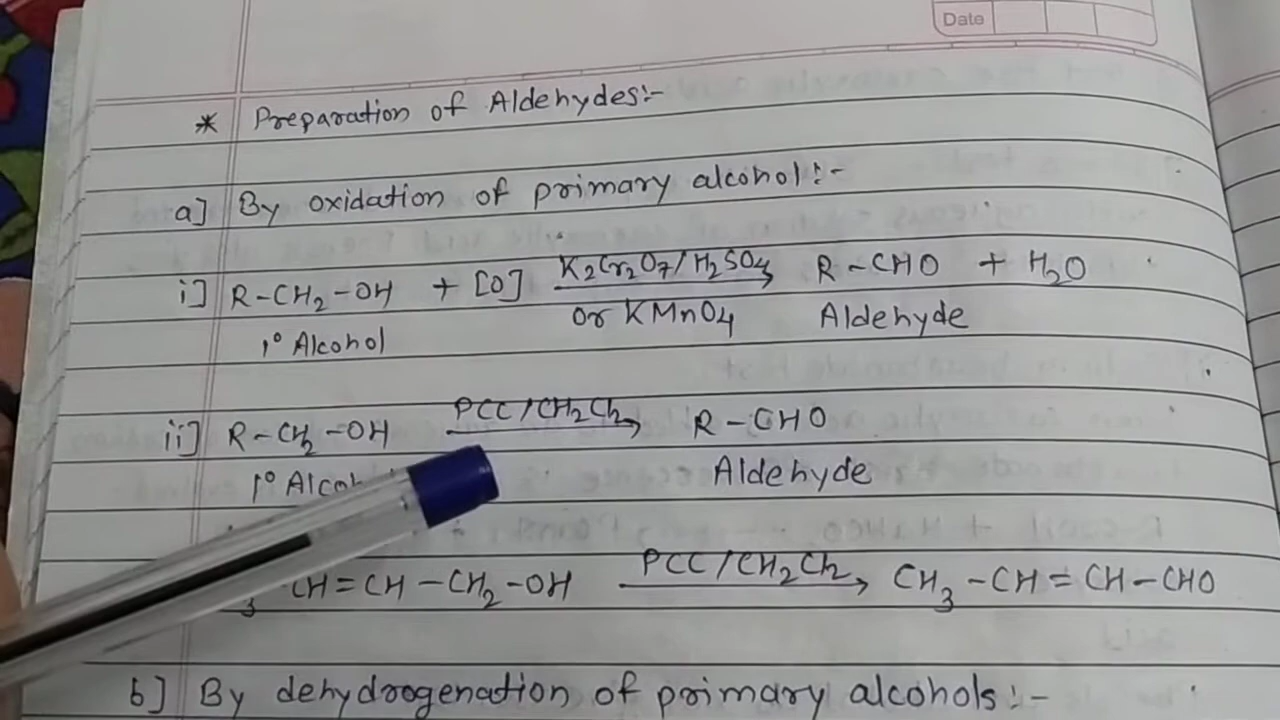 Date
* Preparation of Aldehydes:-
a] By oxidation of primary alcohol:-
i] R-CH2-OH + [O] K2Cr2O7/H2SO4 R-CHO + H2O
or KMnO4
1° Alcohol Aldehyde
ii] R-CH2-OH PCC/CH2Cl2 R-CHO
1° Aldehyde
3 CH=CH-CH2-OH PCC/CH2Cl2 CH3-CH=CH-CHO
b] By dehydrogenation of primary alcohols:-